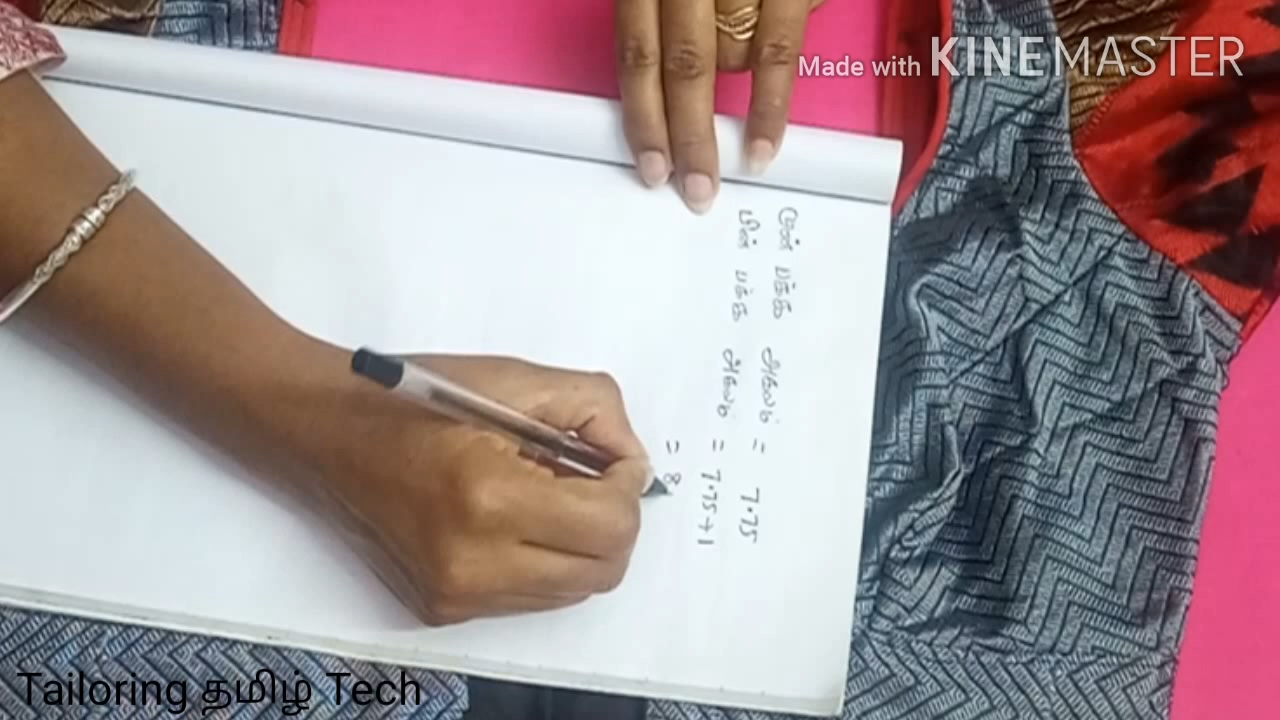 Made with KINEMASTER
முன் பக்க அகலம் = 7.75
பின் பக்க அகலம் = 7.75+1
= 8
Tailoring தமிழ் Tech